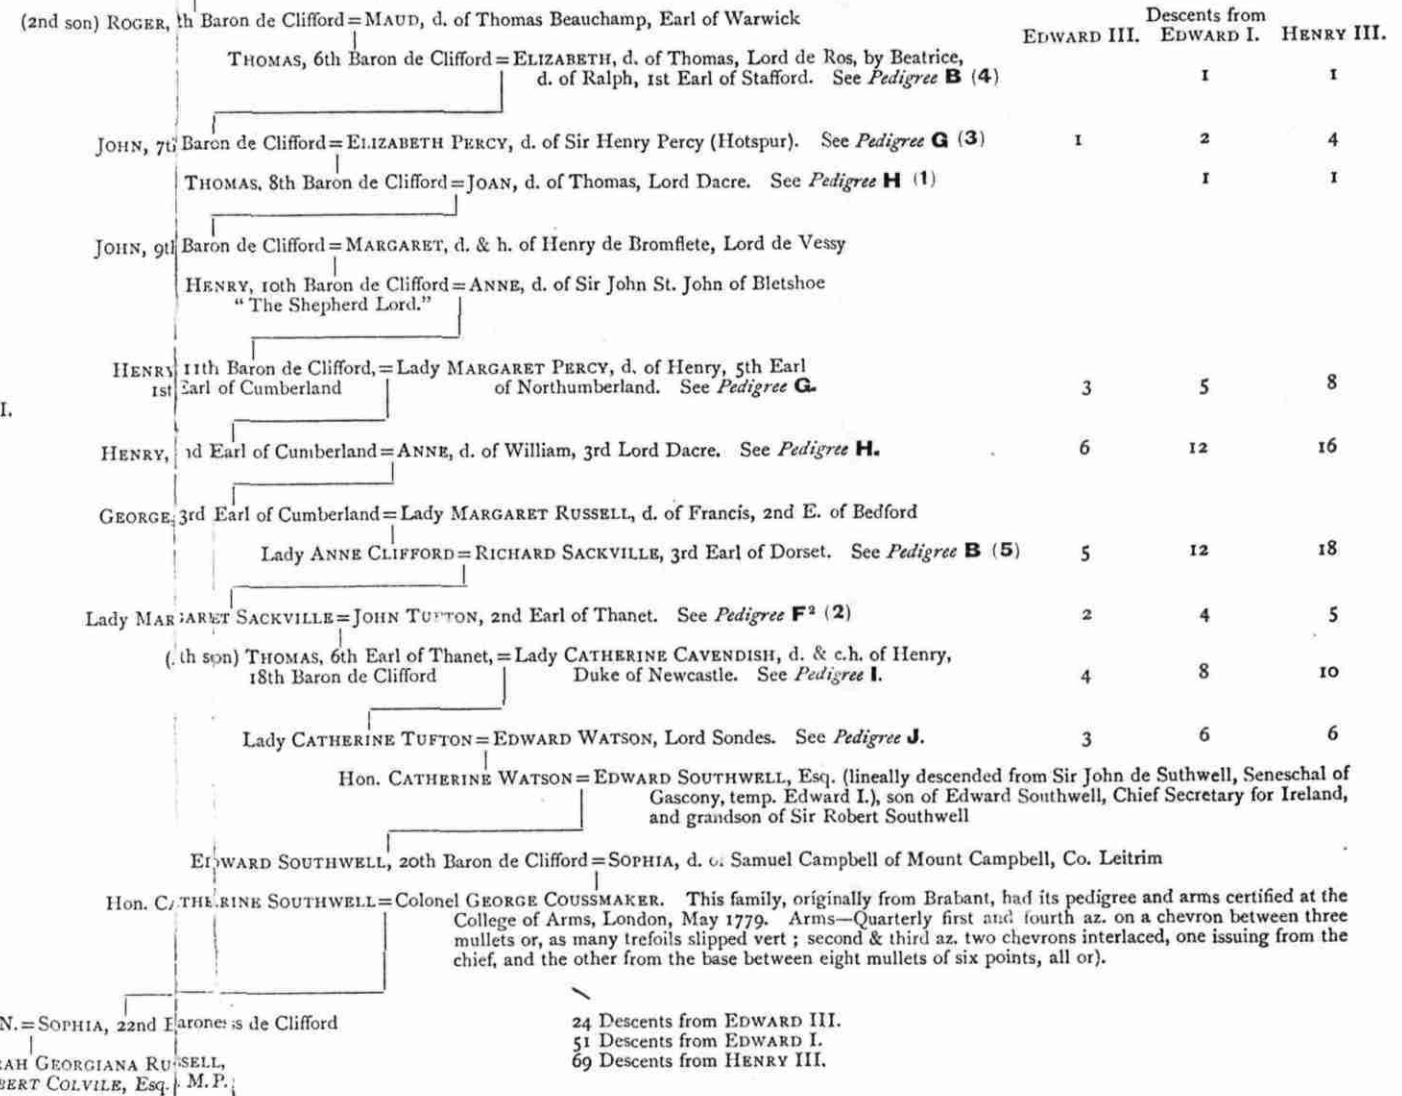 Descents from
EDWARD III. EDWARD I. HENRY III.
(2nd son) ROGER, th Baron de Clifford = MAUD, d. of Thomas Beauchamp, Earl of Warwick
THOMAS, 6th Baron de Clifford = ELIZABETH, d. of Thomas, Lord de Ros, by Beatrice,
d. of Ralph, 1st Earl of Stafford. See Pedigree B (4) 1 1
JOHN, 7t Baron de Clifford = ELIZABETH PERCY, d. of Sir Henry Percy (Hotspur). See Pedigree G (3) 1 2 4
THOMAS, 8th Baron de Clifford = JOAN, d. of Thomas, Lord Dacre. See Pedigree H (1) 1 1
JOHN, 9t Baron de Clifford = MARGARET, d. & h. of Henry de Bromflete, Lord de Vessy
HENRY, 10th Baron de Clifford = ANNE, d. of Sir John St. John of Bletshoe
“The Shepherd Lord.”
HENRY 11th Baron de Clifford, = Lady MARGARET PERCY, d. of Henry, 5th Earl
1st Earl of Cumberland of Northumberland. See Pedigree G. 3 5 8
I.
HENRY, nd Earl of Cumberland = ANNE, d. of William, 3rd Lord Dacre. See Pedigree H. 6 12 16
GEORGE, 3rd Earl of Cumberland = Lady MARGARET RUSSELL, d. of Francis, 2nd E. of Bedford
Lady ANNE CLIFFORD = RICHARD SACKVILLE, 3rd Earl of Dorset. See Pedigree B (5) 5 12 18
Lady MARGARET SACKVILLE = JOHN TUFTON, 2nd Earl of Thanet. See Pedigree F² (2) 2 4 5
( th son) THOMAS, 6th Earl of Thanet, = Lady CATHERINE CAVENDISH, d. & c.h. of Henry,
18th Baron de Clifford Duke of Newcastle. See Pedigree I. 4 8 10
Lady CATHERINE TUFTON = EDWARD WATSON, Lord Sondes. See Pedigree J. 3 6 6
Hon. CATHERINE WATSON = EDWARD SOUTHWELL, Esq. (lineally descended from Sir John de Suthwell, Seneschal of
Gascony, temp. Edward I.), son of Edward Southwell, Chief Secretary for Ireland,
and grandson of Sir Robert Southwell
EDWARD SOUTHWELL, 20th Baron de Clifford = SOPHIA, d. of Samuel Campbell of Mount Campbell, Co. Leitrim
Hon. CATHERINE SOUTHWELL = Colonel GEORGE COUSSMAKER. This family, originally from Brabant, had its pedigree and arms certified at the
College of Arms, London, May 1779. Arms—Quarterly first and fourth az. on a chevron between three
mullets or, as many trefoils slipped vert ; second & third az. two chevrons interlaced, one issuing from the
chief, and the other from the base between eight mullets of six points, all or).
N. = SOPHIA, 22nd Baroness de Clifford
24 Descents from EDWARD III.
51 Descents from EDWARD I.
69 Descents from HENRY III.
AH GEORGIANA RUSSELL,
BERT COLVILE, Esq. M.P.